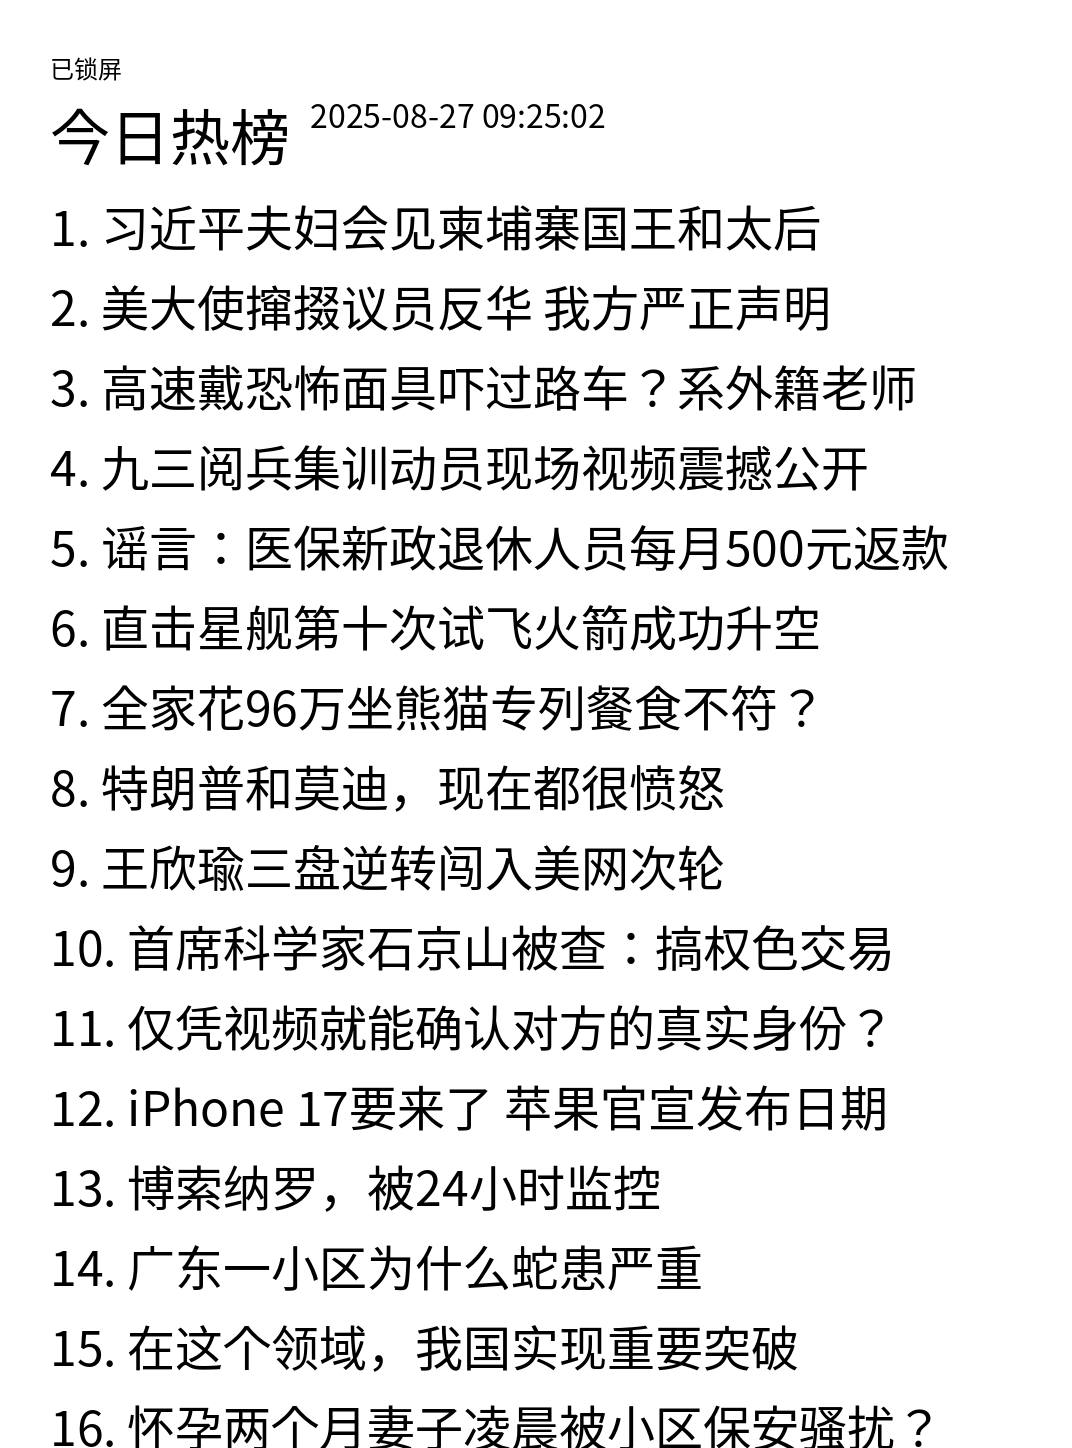 已锁屏
今日热榜 2025-08-27 09:25:02
1. 习近平夫妇会见柬埔寨国王和太后
2. 美大使撺掇议员反华 我方严正声明
3. 高速戴恐怖面具吓过路车？系外籍老师
4. 九三阅兵集训动员现场视频震撼公开
5. 谣言：医保新政退休人员每月500元返款
6. 直击星舰第十次试飞火箭成功升空
7. 全家花96万坐熊猫专列餐食不符？
8. 特朗普和莫迪，现在都很愤怒
9. 王欣瑜三盘逆转闯入美网次轮
10. 首席科学家石京山被查：搞权色交易
11. 仅凭视频就能确认对方的真实身份？
12. iPhone 17要来了 苹果官宣发布日期
13. 博索纳罗，被24小时监控
14. 广东一小区为什么蛇患严重
15. 在这个领域，我国实现重要突破
16. 怀孕两个月妻子凌晨被小区保安骚扰？